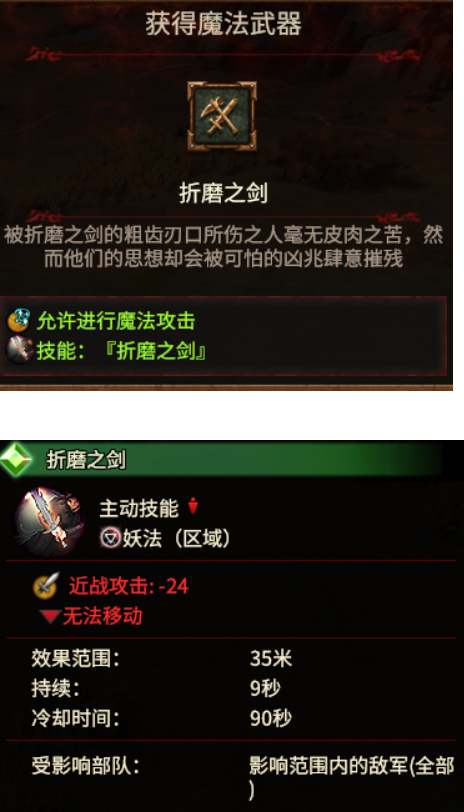 获得魔法武器
折磨之剑
被折磨之剑的粗齿刃口所伤之人毫无皮肉之苦，然
而他们的思想却会被可怕的凶兆肆意摧残
允许进行魔法攻击
技能：『折磨之剑』
折磨之剑
主动技能
妖法（区域）
近战攻击: -24
无法移动
效果范围： 35米
持续： 9秒
冷却时间： 90秒
受影响部队： 影响范围内的敌军(全部
)